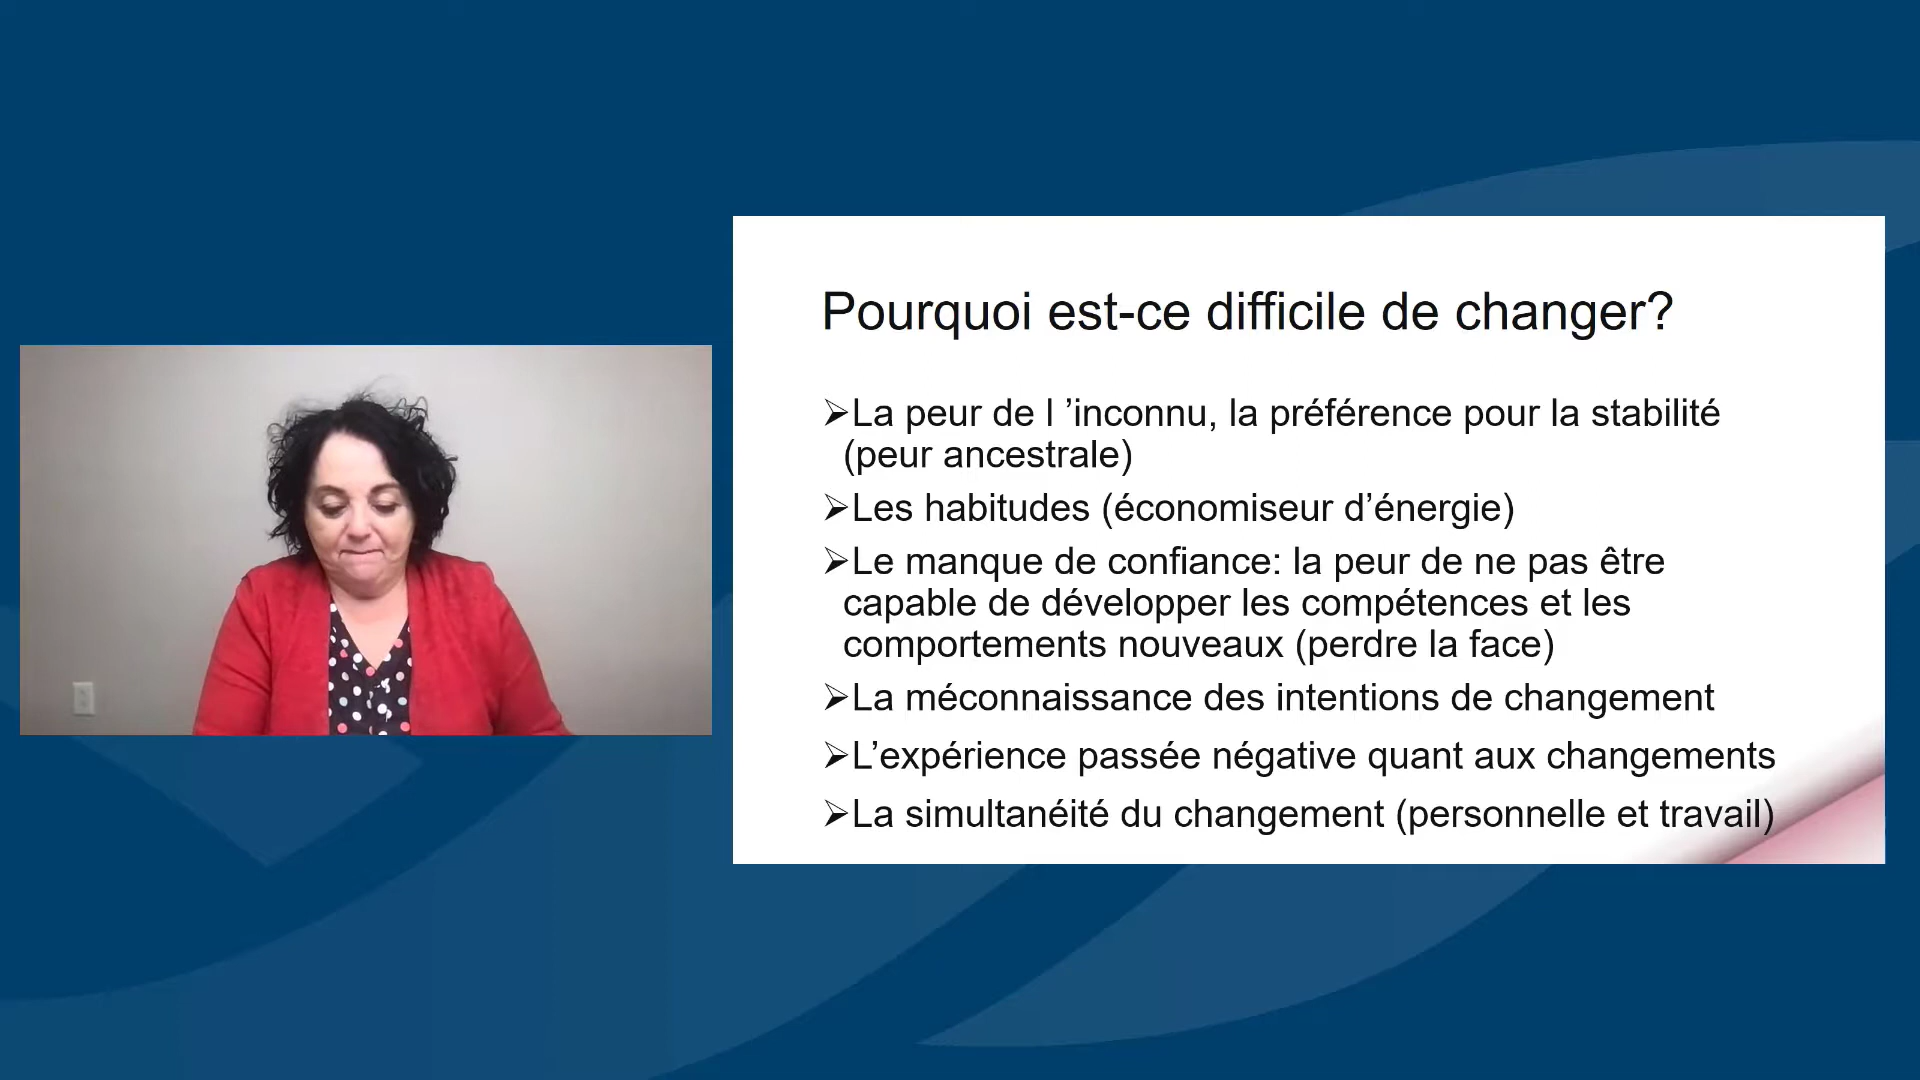 Pourquoi est-ce difficile de changer?
➢La peur de l ’inconnu, la préférence pour la stabilité
(peur ancestrale)
➢Les habitudes (économiseur d’énergie)
➢Le manque de confiance: la peur de ne pas être
capable de développer les compétences et les
comportements nouveaux (perdre la face)
➢La méconnaissance des intentions de changement
➢L’expérience passée négative quant aux changements
➢La simultanéité du changement (personnelle et travail)